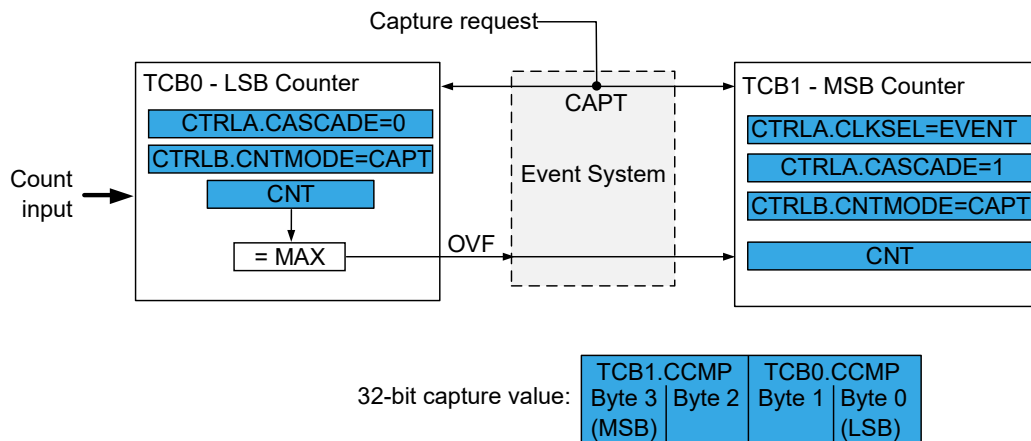 Capture request
TCB0 - LSB Counter
CTRLA.CASCADE=0
CTRLB.CNTMODE=CAPT
CNT
= MAX
Count
input
OVF
CAPT
Event System
TCB1 - MSB Counter
CTRLA.CLKSEL=EVENT
CTRLA.CASCADE=1
CTRLB.CNTMODE=CAPT
CNT
32-bit capture value:
TCB1.CCMP TCB0.CCMP
Byte 3 Byte 2 Byte 1 Byte 0
(MSB) (LSB)